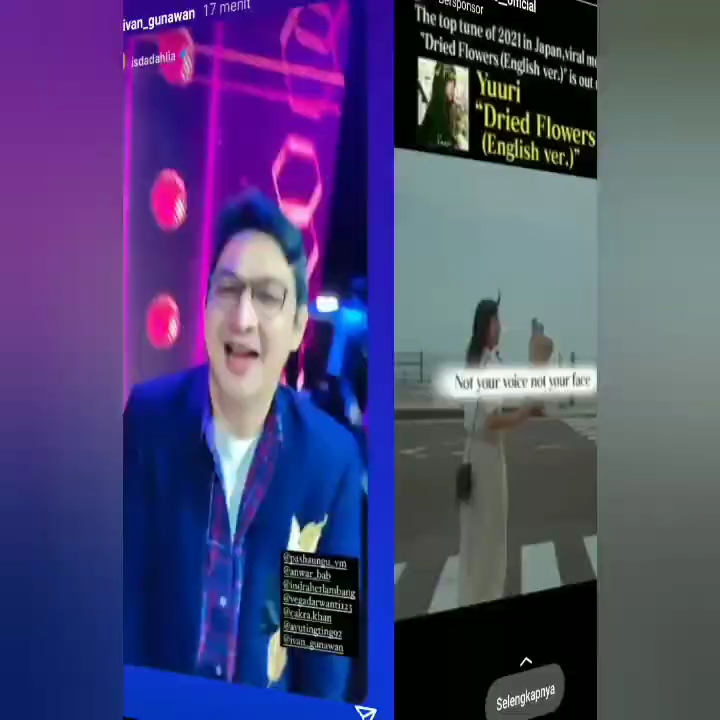 ivan_gunawan 17 menit
isdadahlia
@pashaungu_vm
@anwar_bab
@indraherlambang
@vegadarwanti123
@cakra.khan
@ayutingting92
@ivan_gunawan
_official
Bersponsor
The top tune of 2021 in Japan,viral
"Dried Flowers(English ver.)" is out
Yuuri
"Dried Flowers
(English ver.)"
Not your voice not your face
Selengkapnya